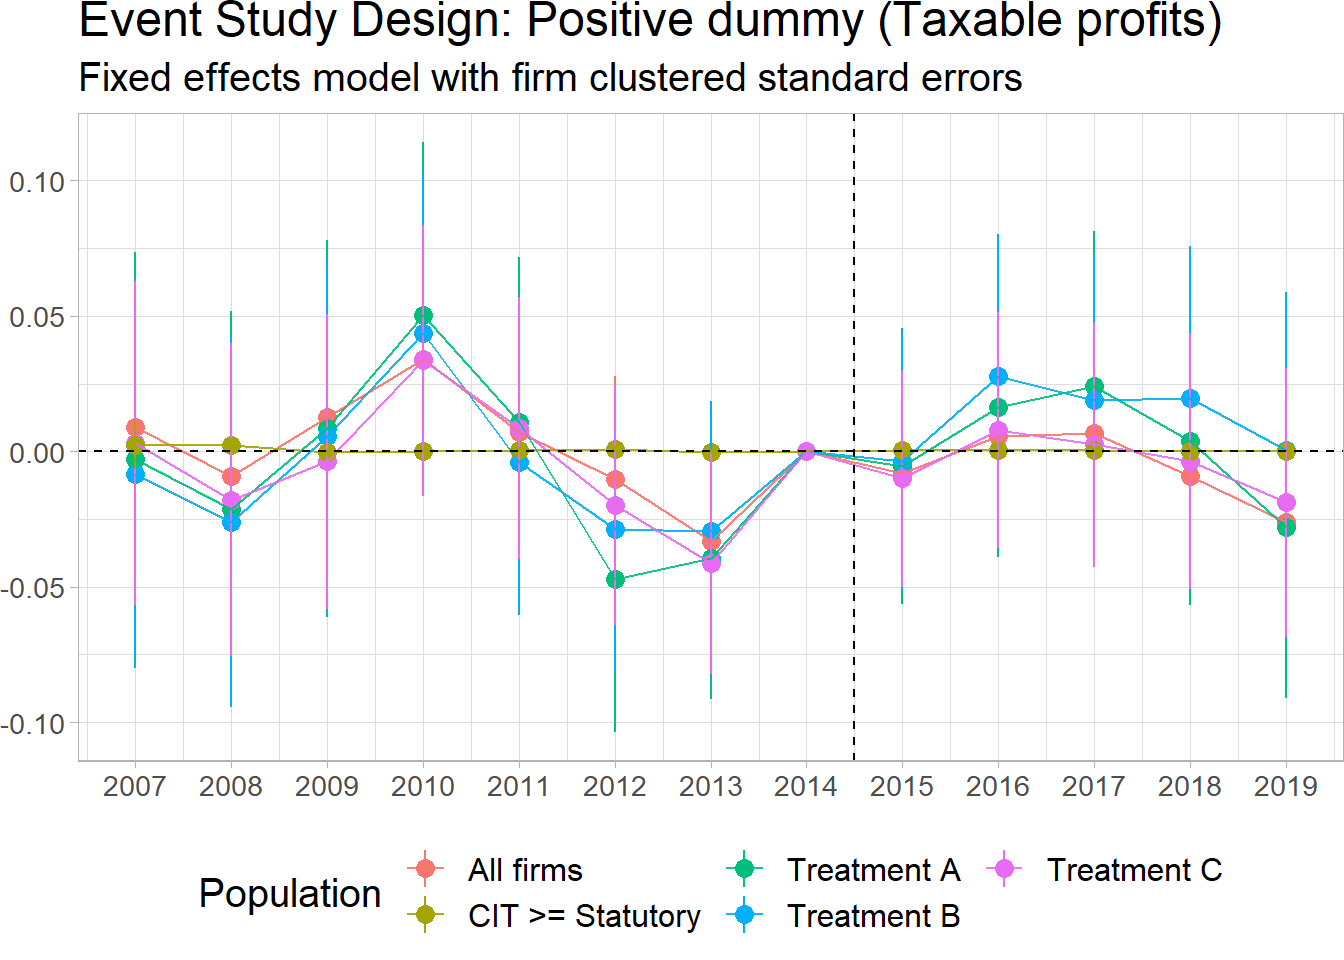 Event Study Design: Positive dummy (Taxable profits)
Fixed effects model with firm clustered standard errors
0.10
0.05
0.00
-0.05
-0.10
2007 2008 2009 2010 2011 2012 2013 2014 2015 2016 2017 2018 2019
Population
All firms Treatment A Treatment C
CIT >= Statutory Treatment B